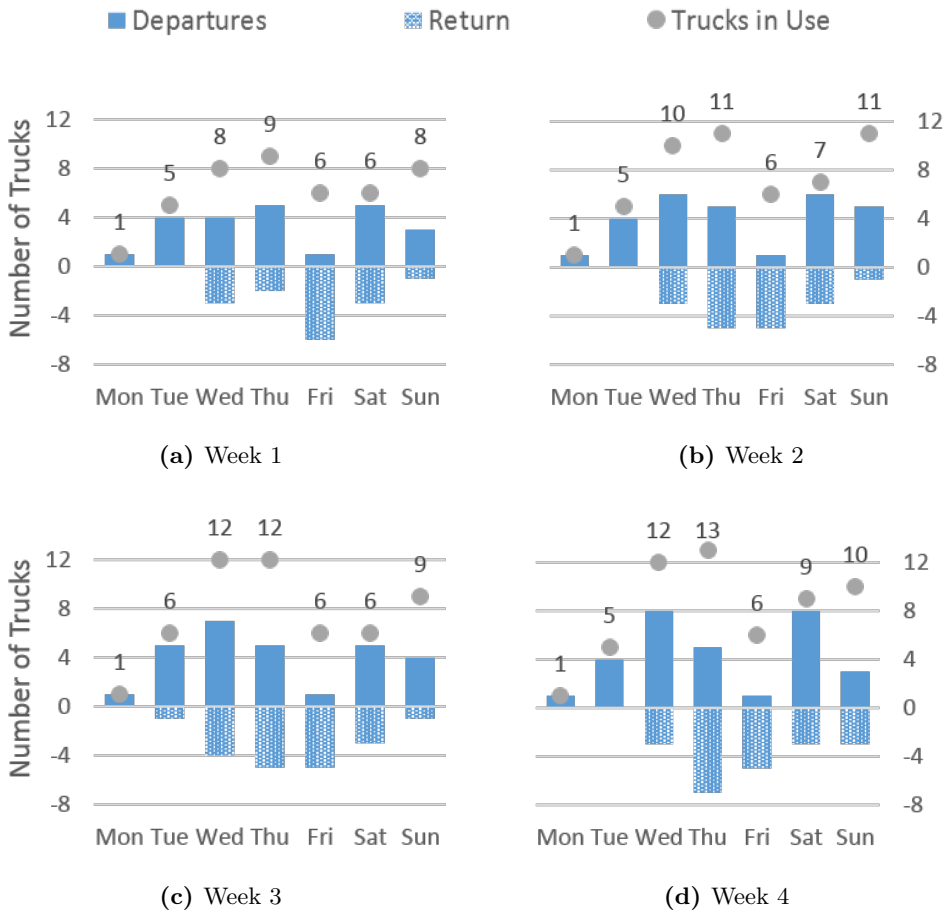 Departures Return Trucks in Use
Number of Trucks
12
8
4
0
-4
-8
1 5 8 9 6 6 8
Mon Tue Wed Thu Fri Sat Sun
(a) Week 1
12
8
4
0
-4
-8
1 5 10 11 6 7 11
Mon Tue Wed Thu Fri Sat Sun
(b) Week 2
Number of Trucks
12
8
4
0
-4
-8
1 6 12 12 6 6 9
Mon Tue Wed Thu Fri Sat Sun
(c) Week 3
12
8
4
0
-4
-8
1 5 12 13 6 9 10
Mon Tue Wed Thu Fri Sat Sun
(d) Week 4